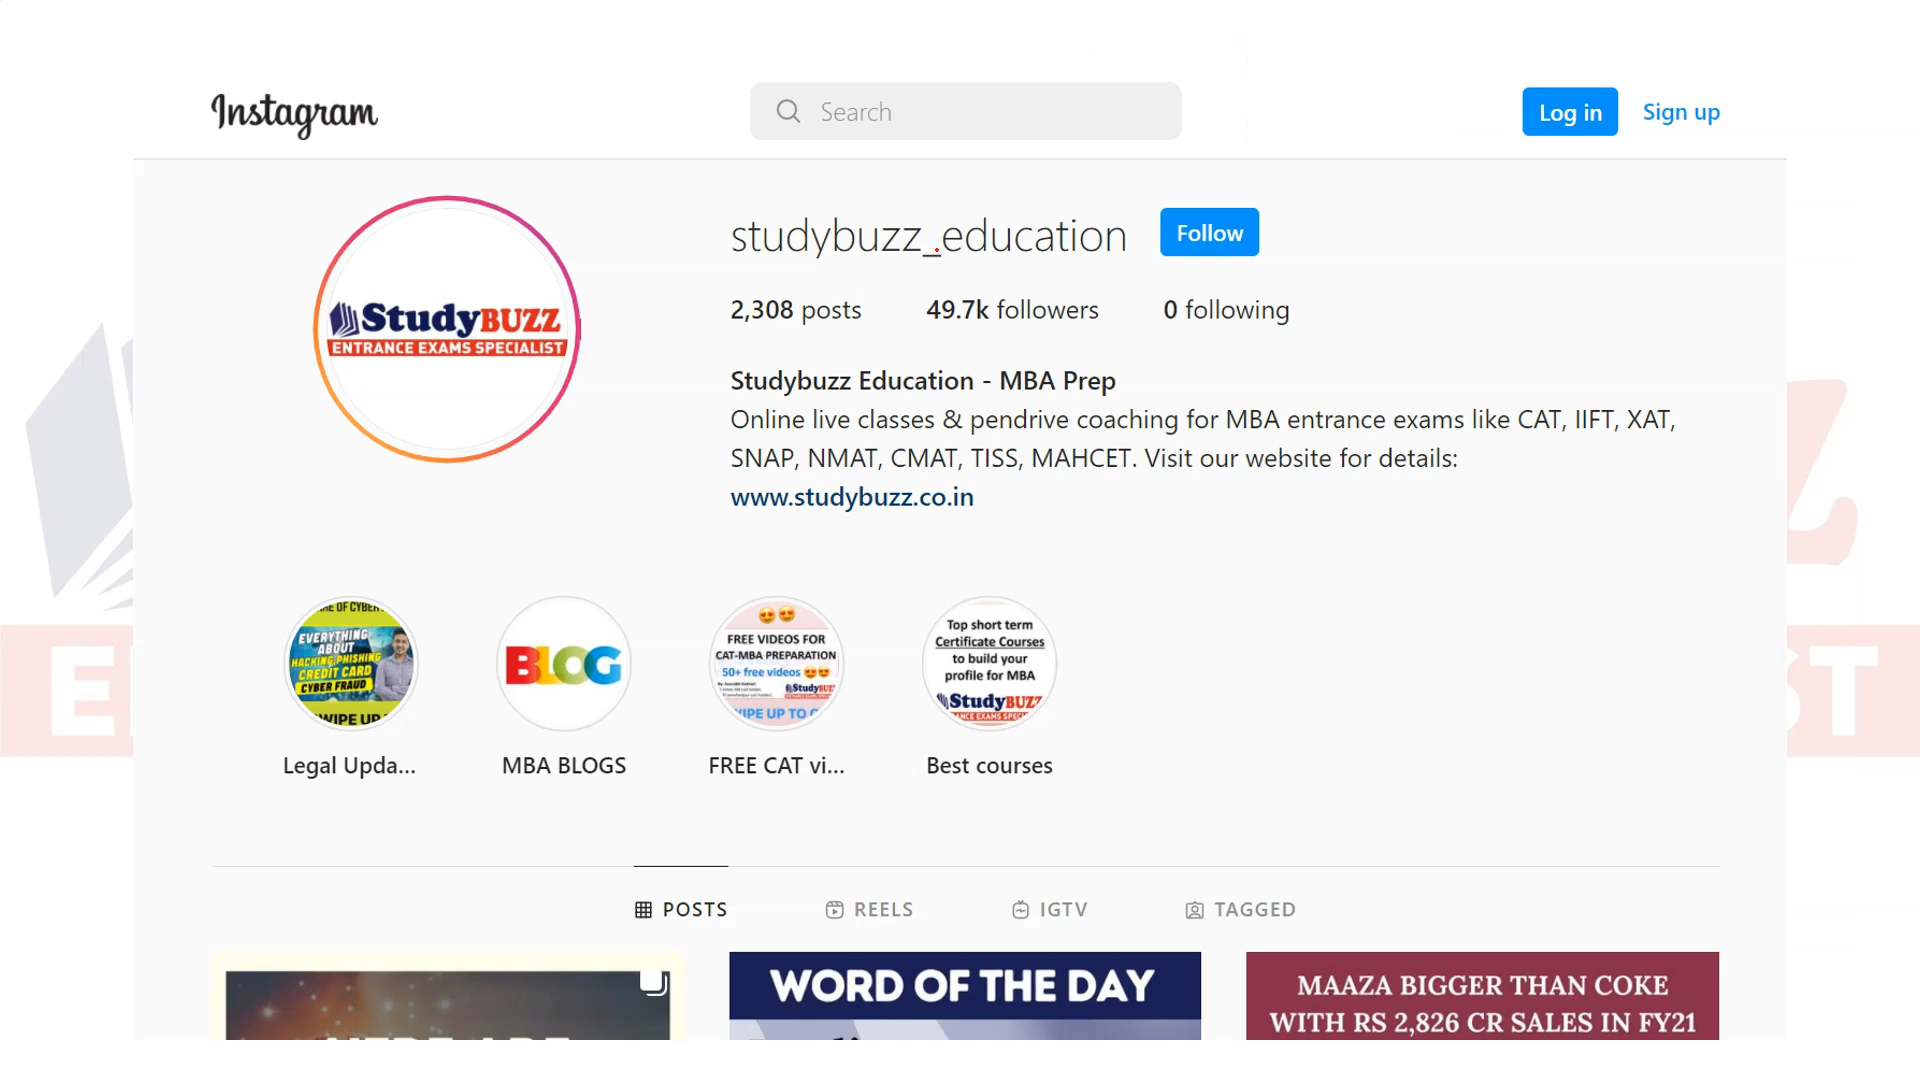 Instagram
Search
Log in
Sign up
studybuzz_education
Follow
2,308 posts
49.7k followers
0 following
StudyBUZZ
ENTRANCE EXAMS SPECIALIST
Studybuzz Education - MBA Prep
Online live classes & pendrive coaching for MBA entrance exams like CAT, IIFT, XAT,
SNAP, NMAT, CMAT, TISS, MAHCET. Visit our website for details:
www.studybuzz.co.in
EVERYTHING
ABOUT
HACKING,PHISHING
CREDIT CARD
CYBER FRAUD
BLOG
FREE VIDEOS FOR
CAT-MBA PREPARATION
50+ free videos
Top short term
Certificate Courses
to build your
profile for MBA
StudyBUZZ
Legal Upda...
MBA BLOGS
FREE CAT vi...
Best courses
POSTS
REELS
IGTV
TAGGED
WORD OF THE DAY
MAAZA BIGGER THAN COKE
WITH RS 2,826 CR SALES IN FY21